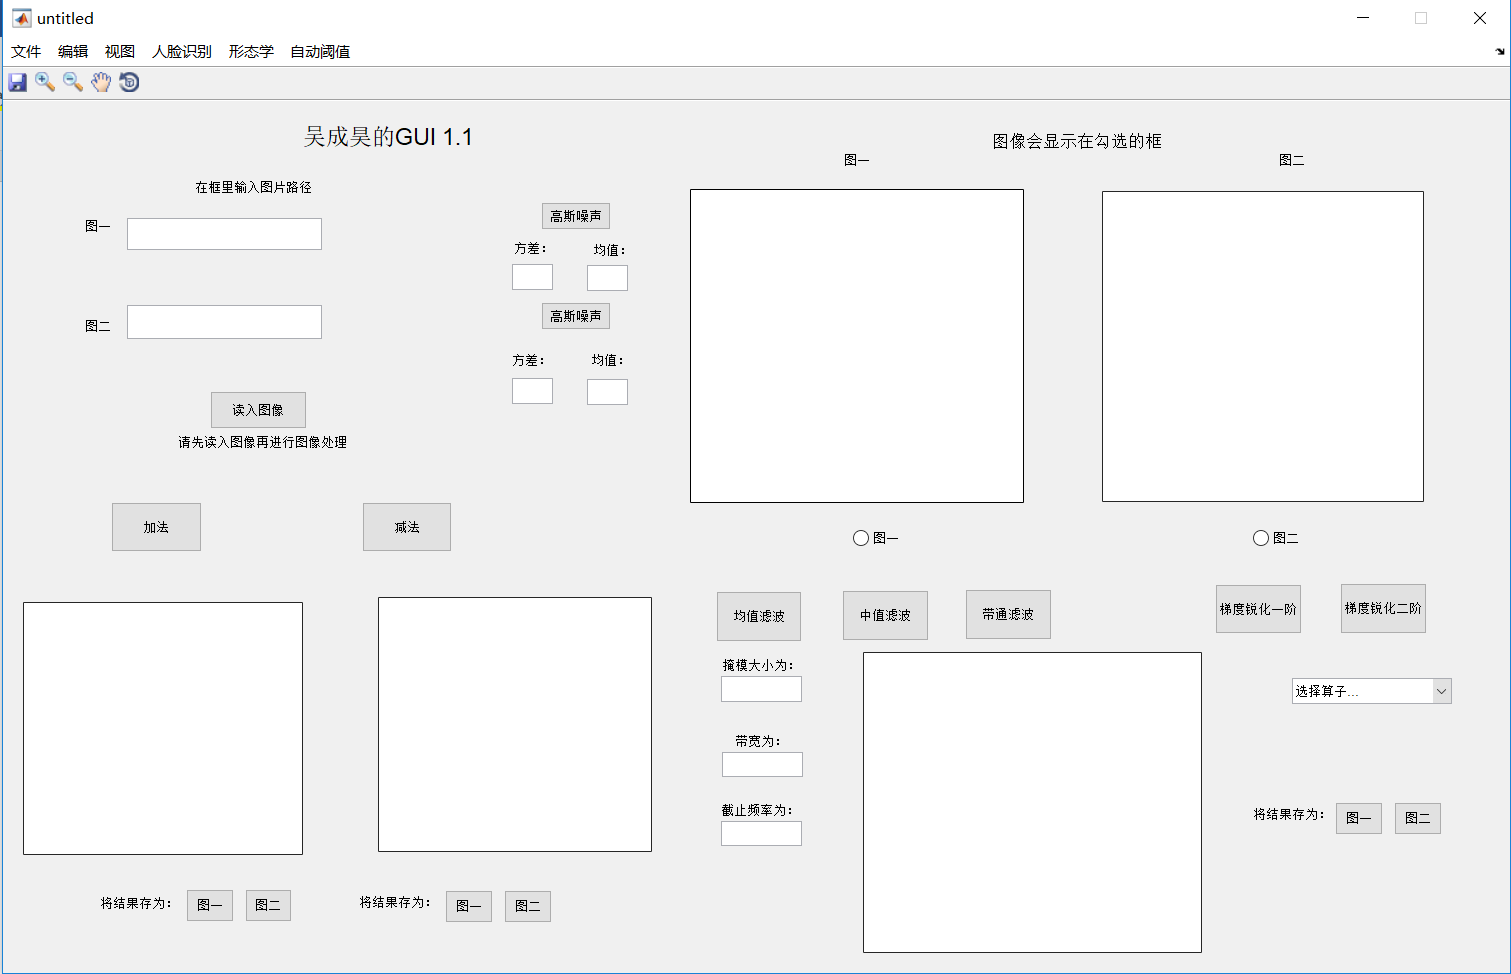 untitled
文件 编辑 视图 人脸识别 形态学 自动阈值
吴成昊的GUI 1.1
图像会显示在勾选的框
图一 图二
在框里输入图片路径
图一
图二
读入图像
请先读入图像再进行图像处理
高斯噪声
方差： 均值：
高斯噪声
方差： 均值：
加法 减法
图一 图二
均值滤波 中值滤波 带通滤波 梯度锐化一阶 梯度锐化二阶
掩模大小为：
选择算子...
带宽为：
截止频率为：
将结果存为： 图一 图二
将结果存为： 图一 图二
将结果存为： 图一 图二